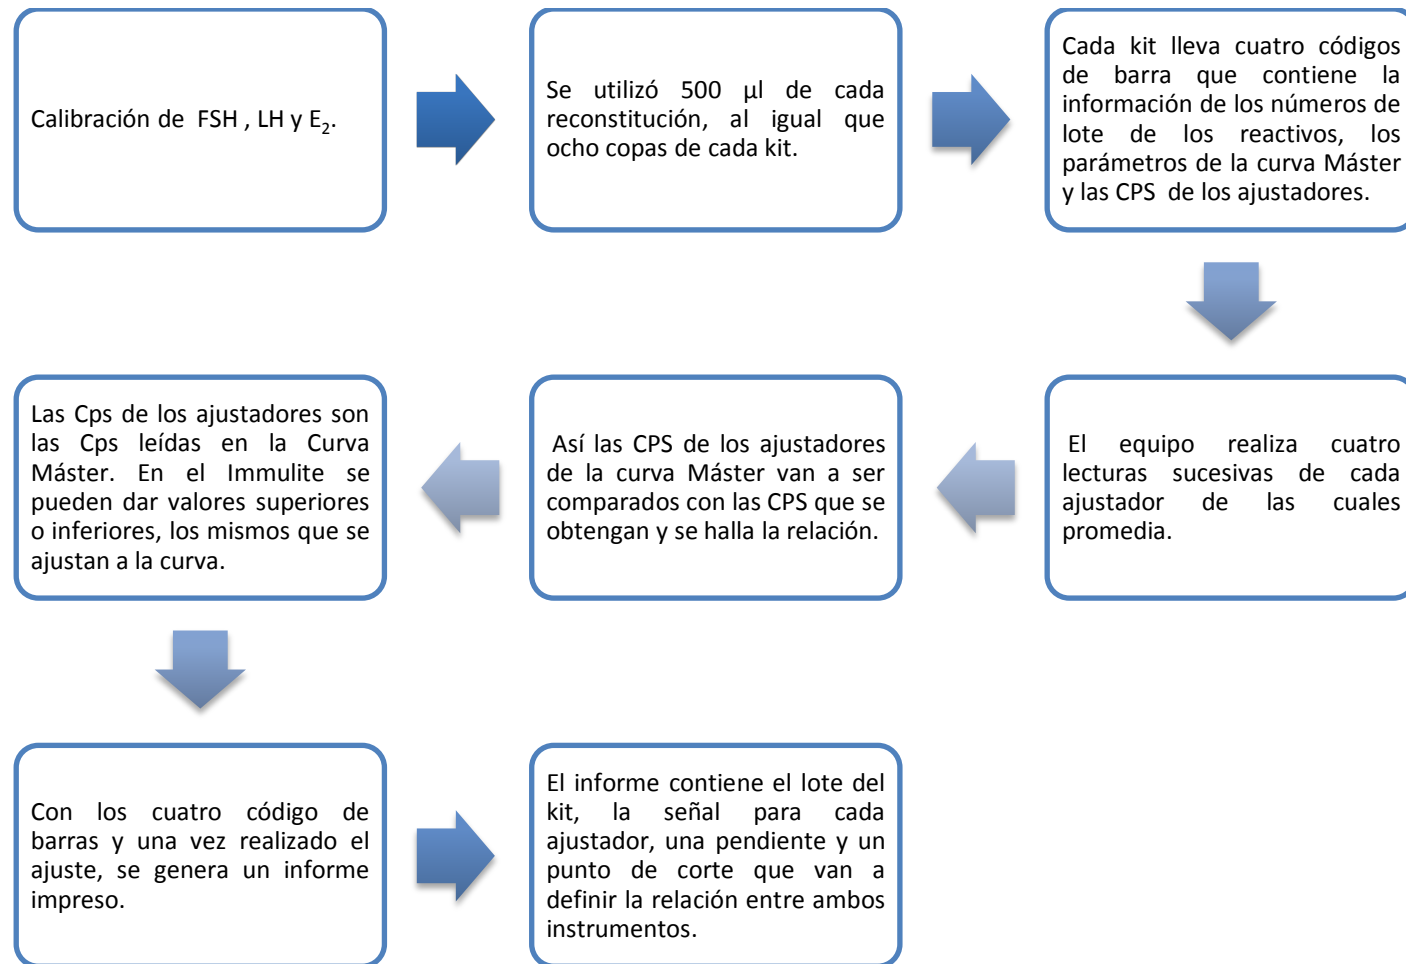 Calibración de FSH , LH y E₂.
Se utilizó 500 µl de cada
reconstitución, al igual que
ocho copas de cada kit.
Cada kit lleva cuatro códigos
de barra que contiene la
información de los números de
lote de los reactivos, los
parámetros de la curva Máster
y las CPS de los ajustadores.
El equipo realiza cuatro
lecturas sucesivas de cada
ajustador de las cuales
promedia.
Así las CPS de los ajustadores
de la curva Máster van a ser
comparados con las CPS que se
obtengan y se halla la relación.
Las Cps de los ajustadores son
las Cps leídas en la Curva
Máster. En el Immulite se
pueden dar valores superiores
o inferiores, los mismos que se
ajustan a la curva.
Con los cuatro código de
barras y una vez realizado el
ajuste, se genera un informe
impreso.
El informe contiene el lote del
kit, la señal para cada
ajustador, una pendiente y un
punto de corte que van a
definir la relación entre ambos
instrumentos.